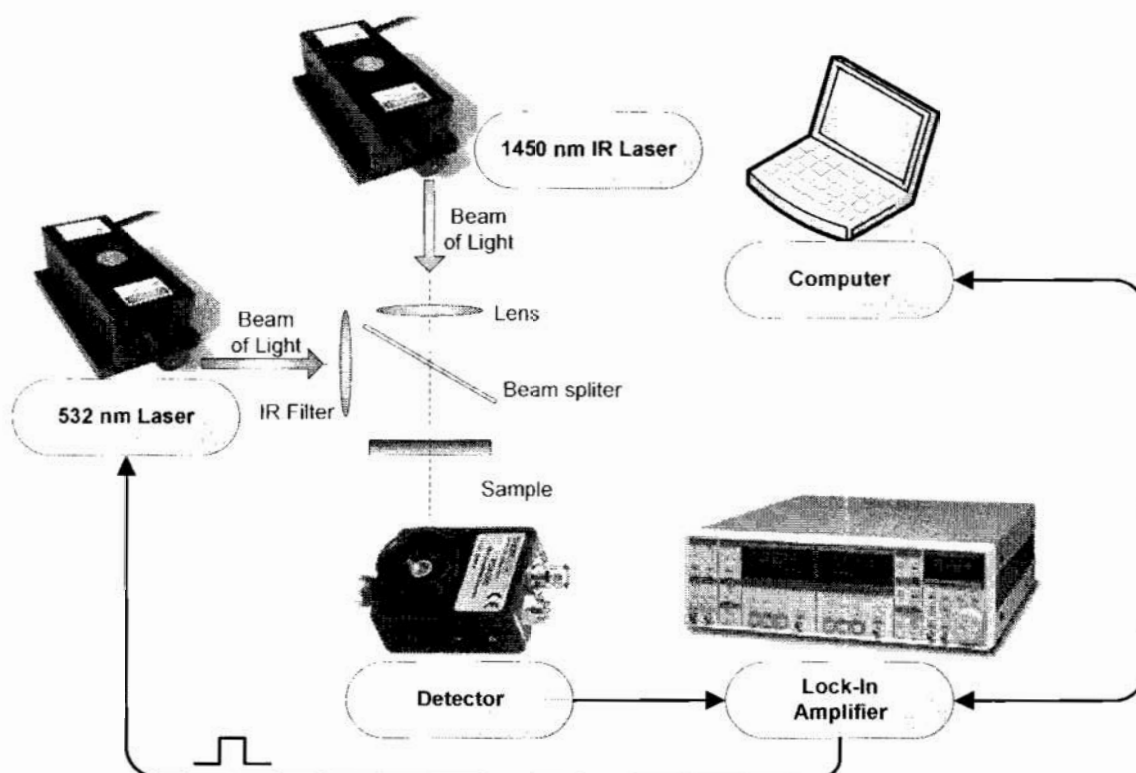 1450 nm IR Laser
Beam
of Light
Computer
Lens
Beam
of Light
Beam spliter
IR Filter
532 nm Laser
Sample
Detector
Lock-In
Amplifier